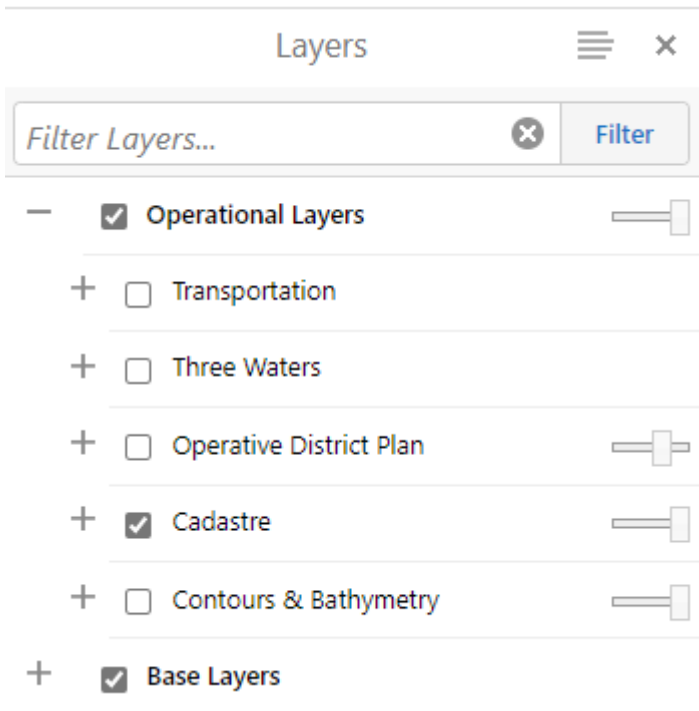 Layers
Filter Layers...
Filter
Operational Layers
Transportation
Three Waters
Operative District Plan
Cadastre
Contours & Bathymetry
Base Layers